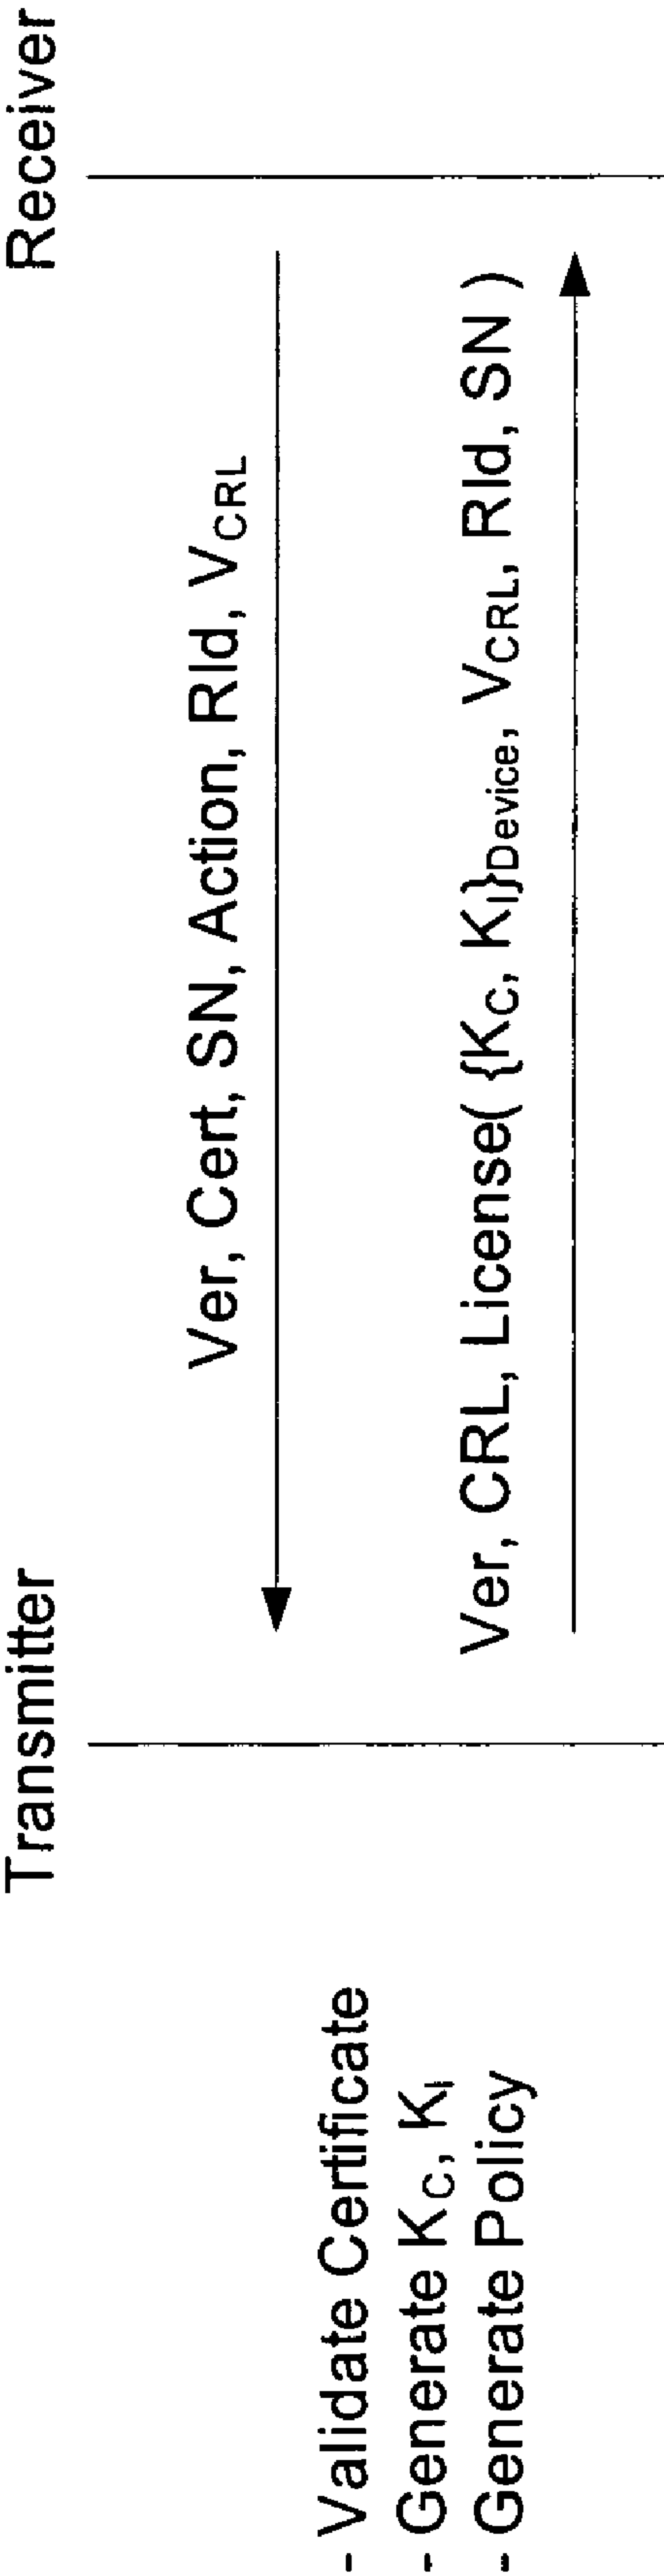 Transmitter
Receiver
Ver, Cert, SN, Action, RId, VCRL
- Validate Certificate
- Generate KC, KI
- Generate Policy
Ver, CRL, License( {KC, KI}Device, VCRL, RId, SN )